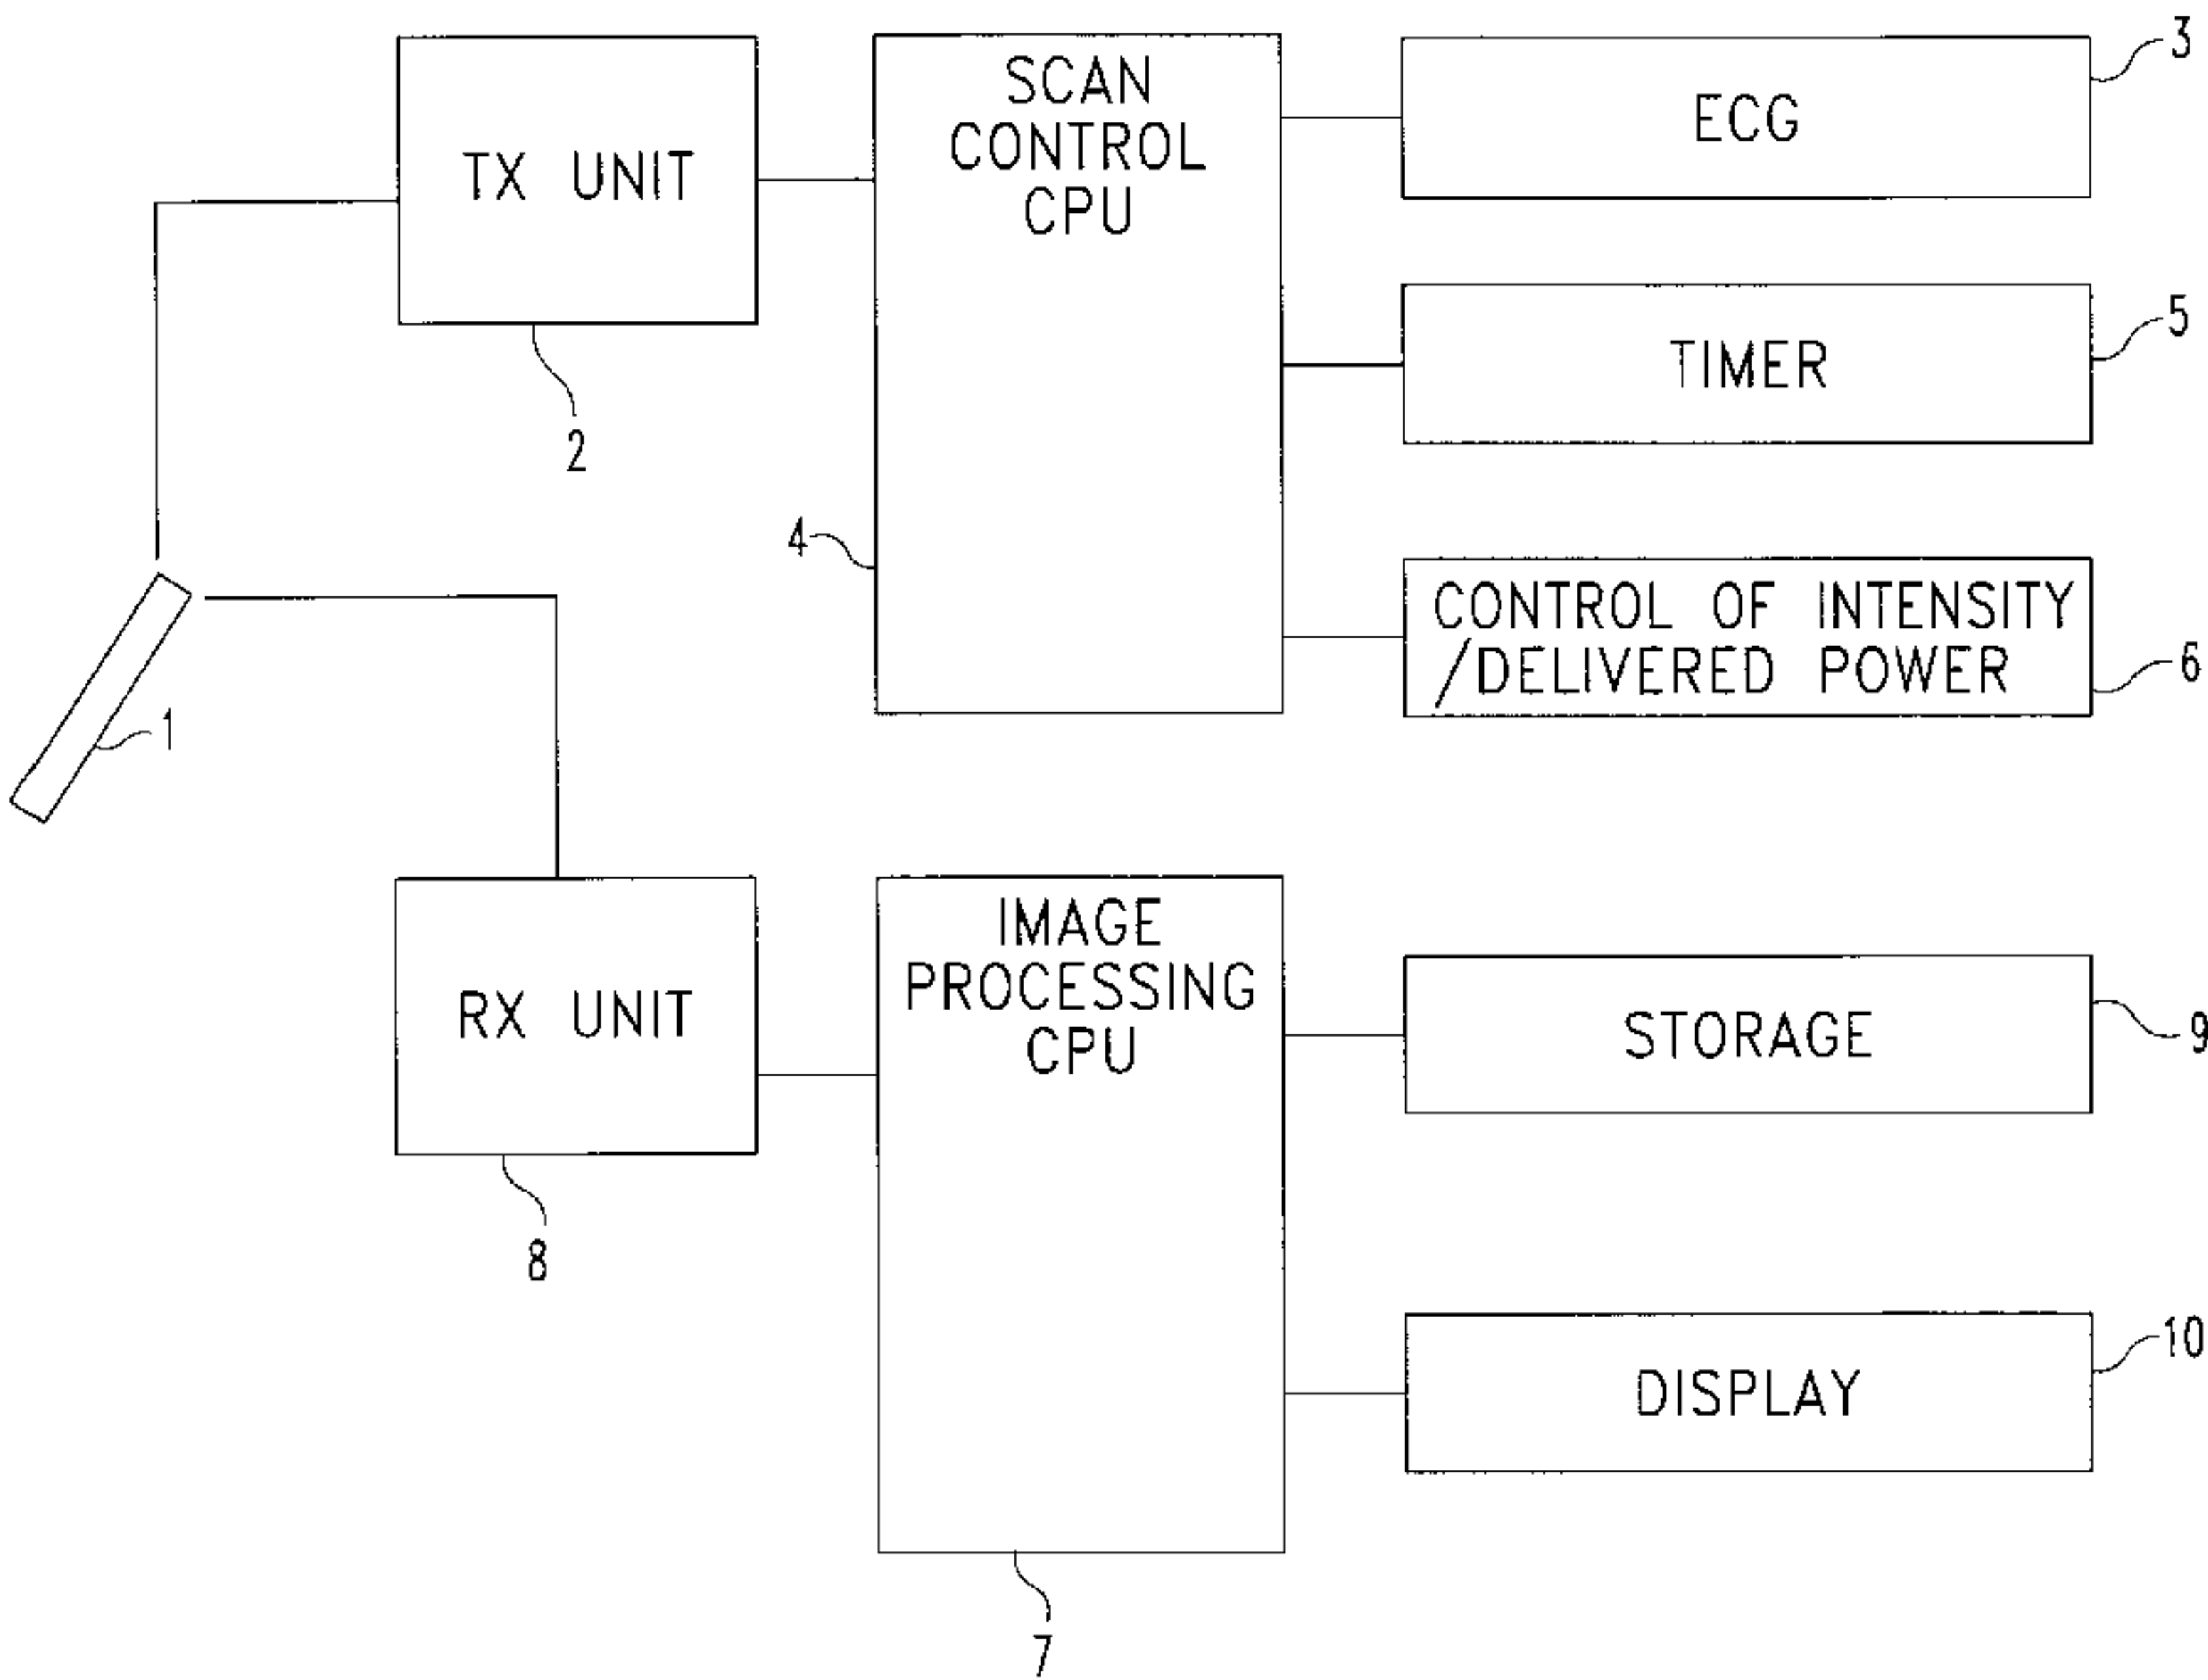 TX UNIT
2
SCAN
CONTROL
CPU
4
ECG
3
TIMER
5
CONTROL OF INTENSITY
/DELIVERED POWER
6
1
RX UNIT
8
IMAGE
PROCESSING
CPU
7
STORAGE
9
DISPLAY
10